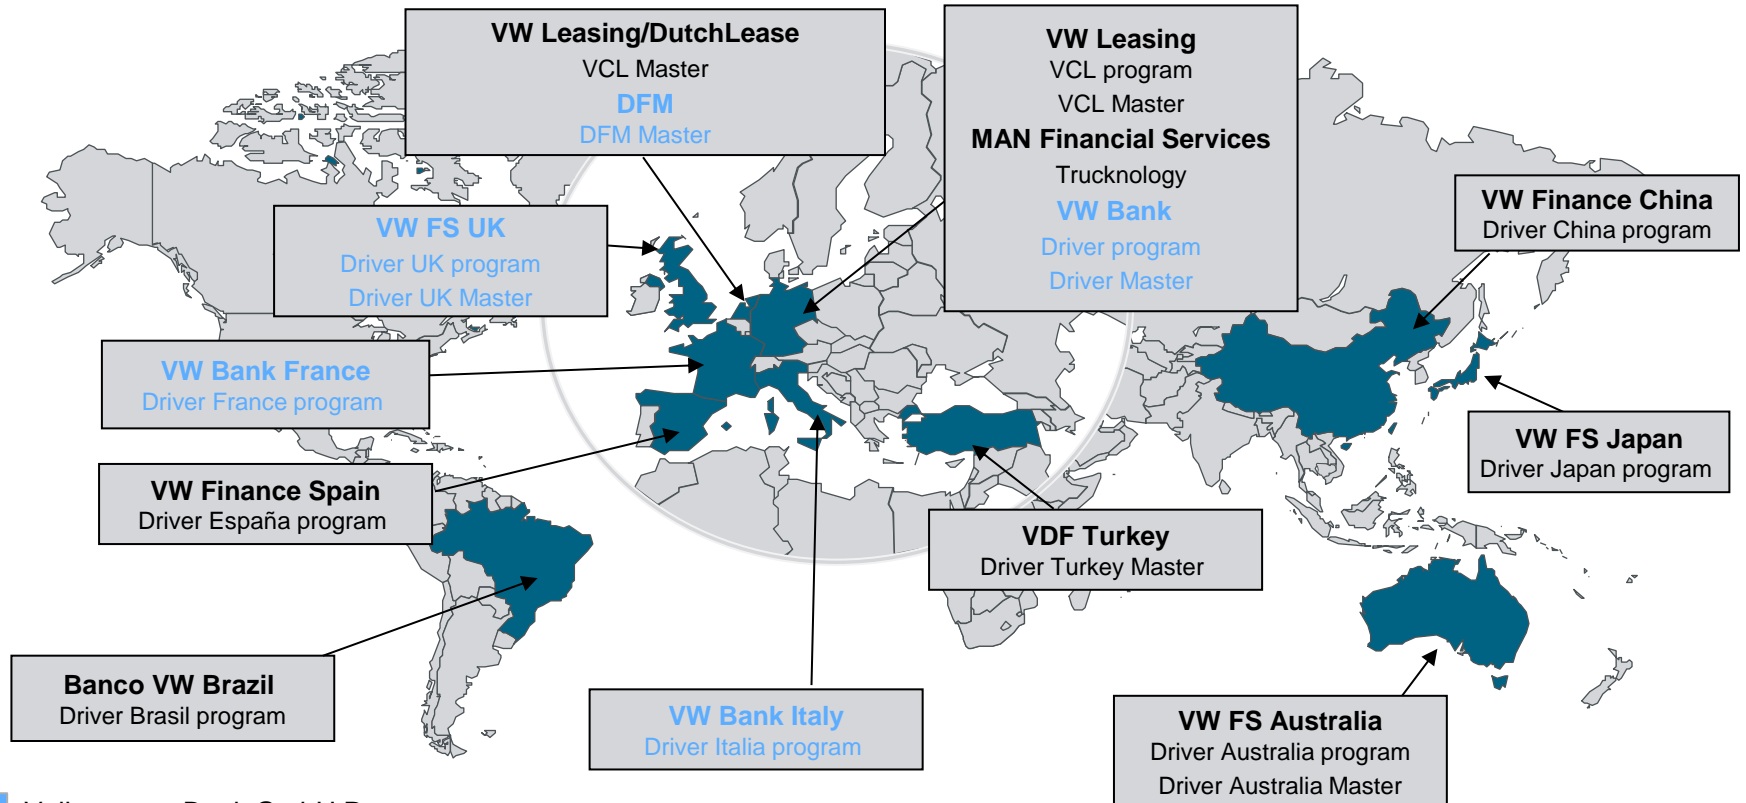 VW Leasing/DutchLease
VCL Master
DFM
DFM Master
VW Leasing
VCL program
VCL Master
MAN Financial Services
Trucknology
VW Bank
Driver program
Driver Master
VW Finance China
Driver China program
VW FS UK
Driver UK program
Driver UK Master
VW Bank France
Driver France program
VW FS Japan
Driver Japan program
VW Finance Spain
Driver España program
VDF Turkey
Driver Turkey Master
Banco VW Brazil
Driver Brasil program
VW Bank Italy
Driver Italia program
VW FS Australia
Driver Australia program
Driver Australia Master